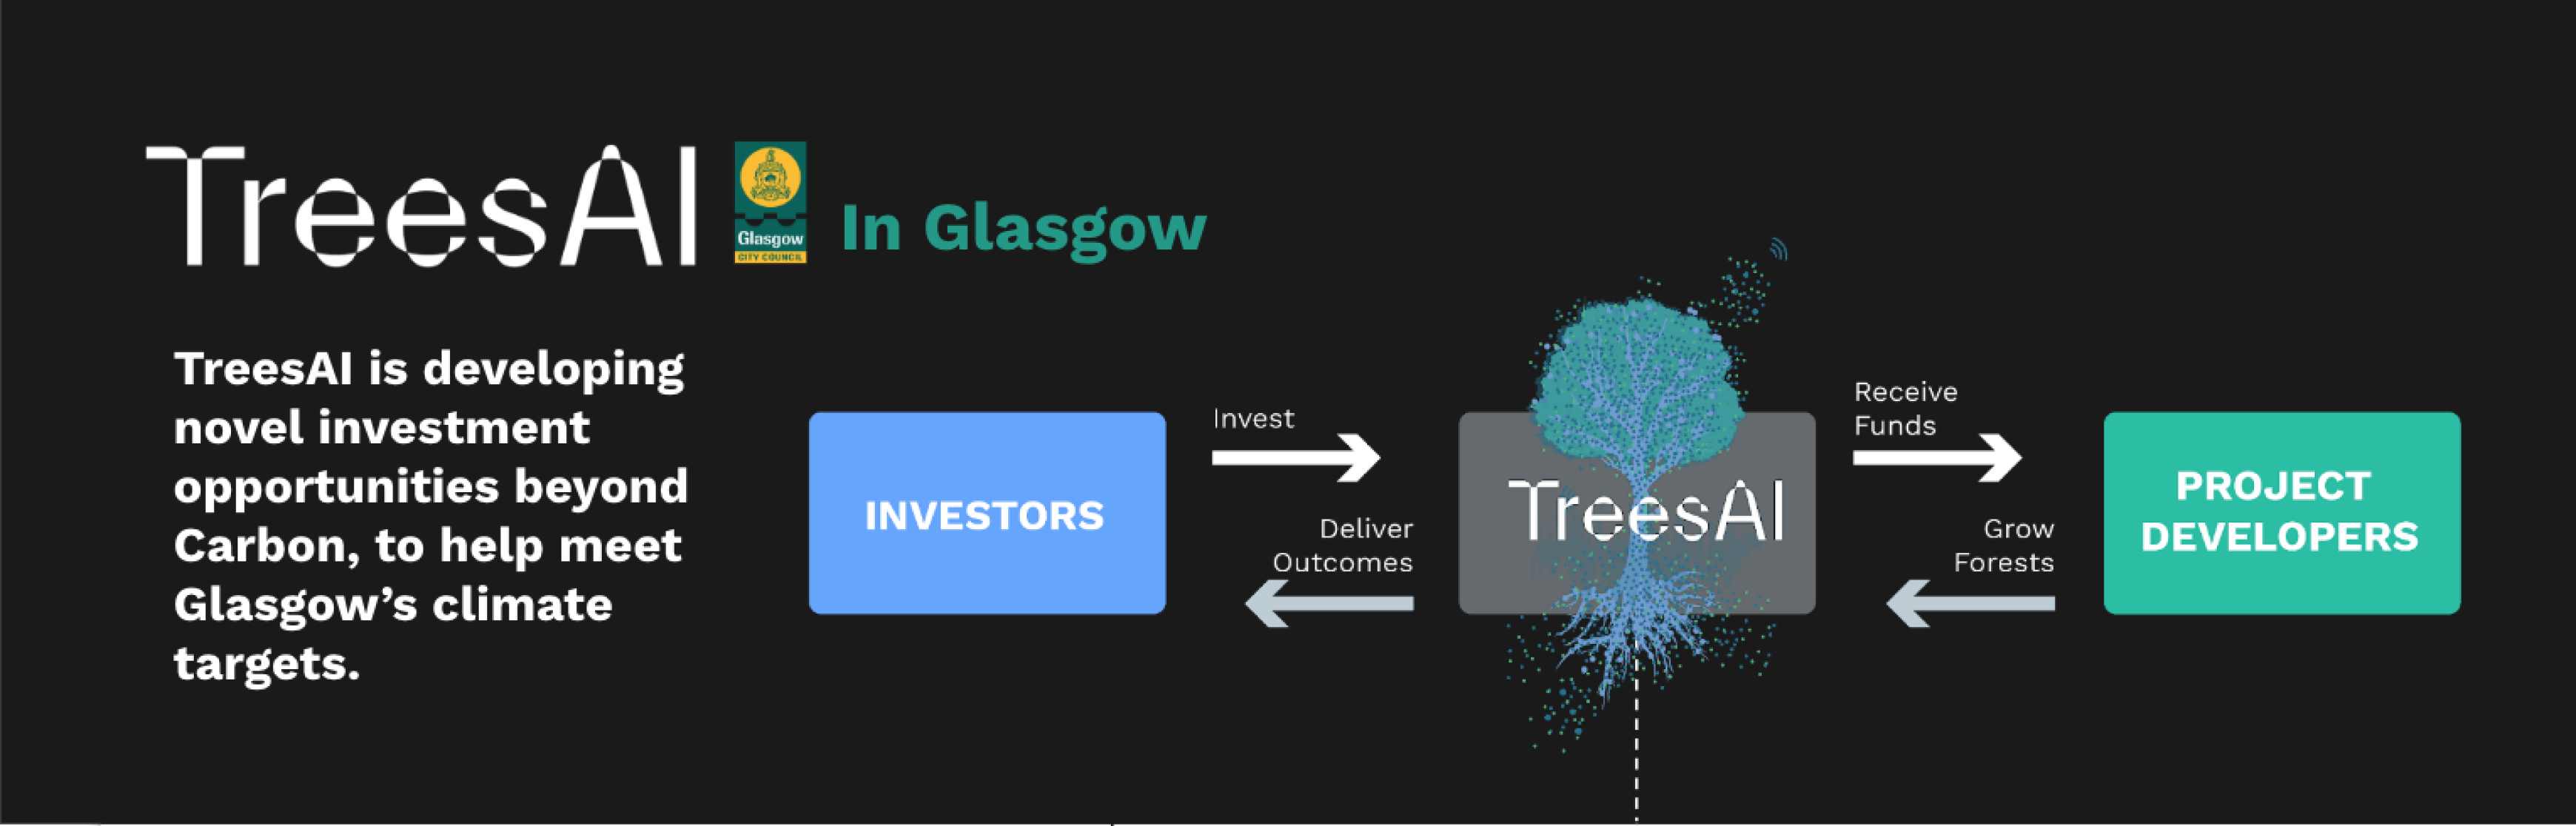 TreesAI
Glasgow
CITY COUNCIL
In Glasgow
TreesAI is developing
novel investment
opportunities beyond
Carbon, to help meet
Glasgow’s climate
targets.
INVESTORS
Invest
Deliver
Outcomes
TreesAI
Receive
Funds
Grow
Forests
PROJECT
DEVELOPERS